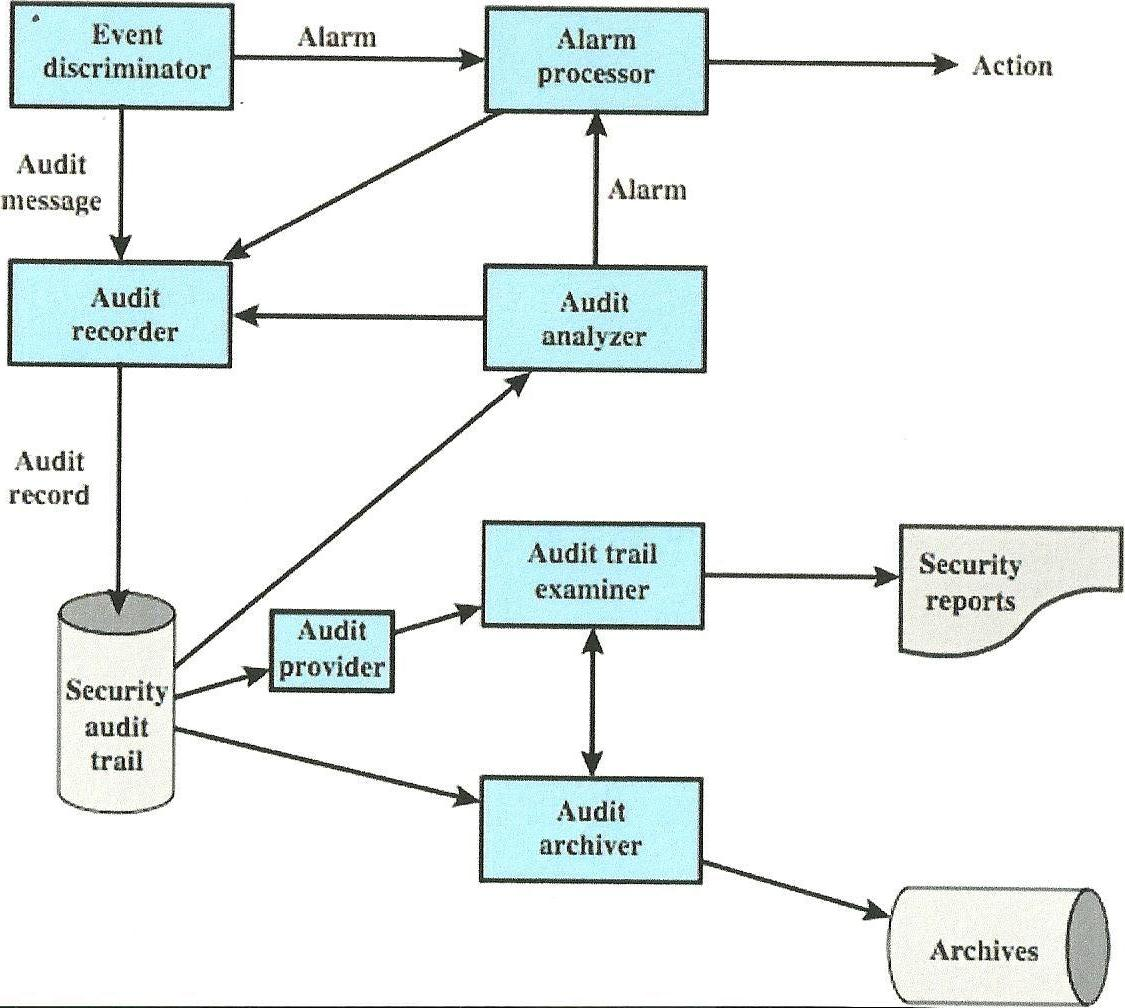 Event
discriminator
Alarm
Alarm
processor
Action
Audit
message
Alarm
Audit
recorder
Audit
analyzer
Audit
record
Audit trail
examiner
Security
reports
Audit
provider
Security
audit
trail
Audit
archiver
Archives